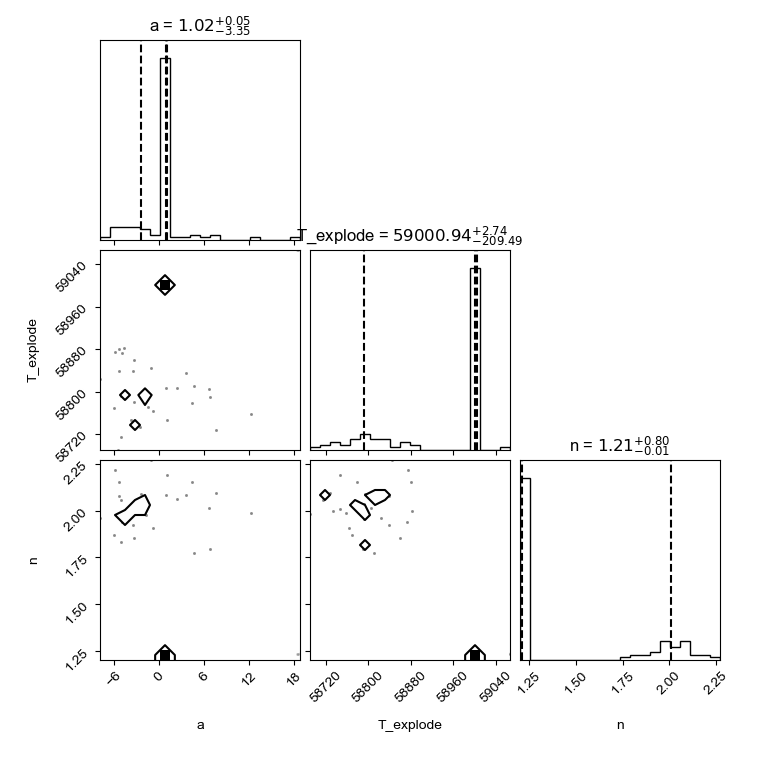 a = 1.02+0.05−3.35
T_explode = 59000.94+2.74−209.49
59040
58960
58880
58800
58720
T_explode
n = 1.21+0.80−0.01
2.25
2.00
1.75
1.50
1.25
n
−6 0 6 12 18
58720 58800 58880 58960 59040
1.25 1.50 1.75 2.00 2.25
a T_explode n